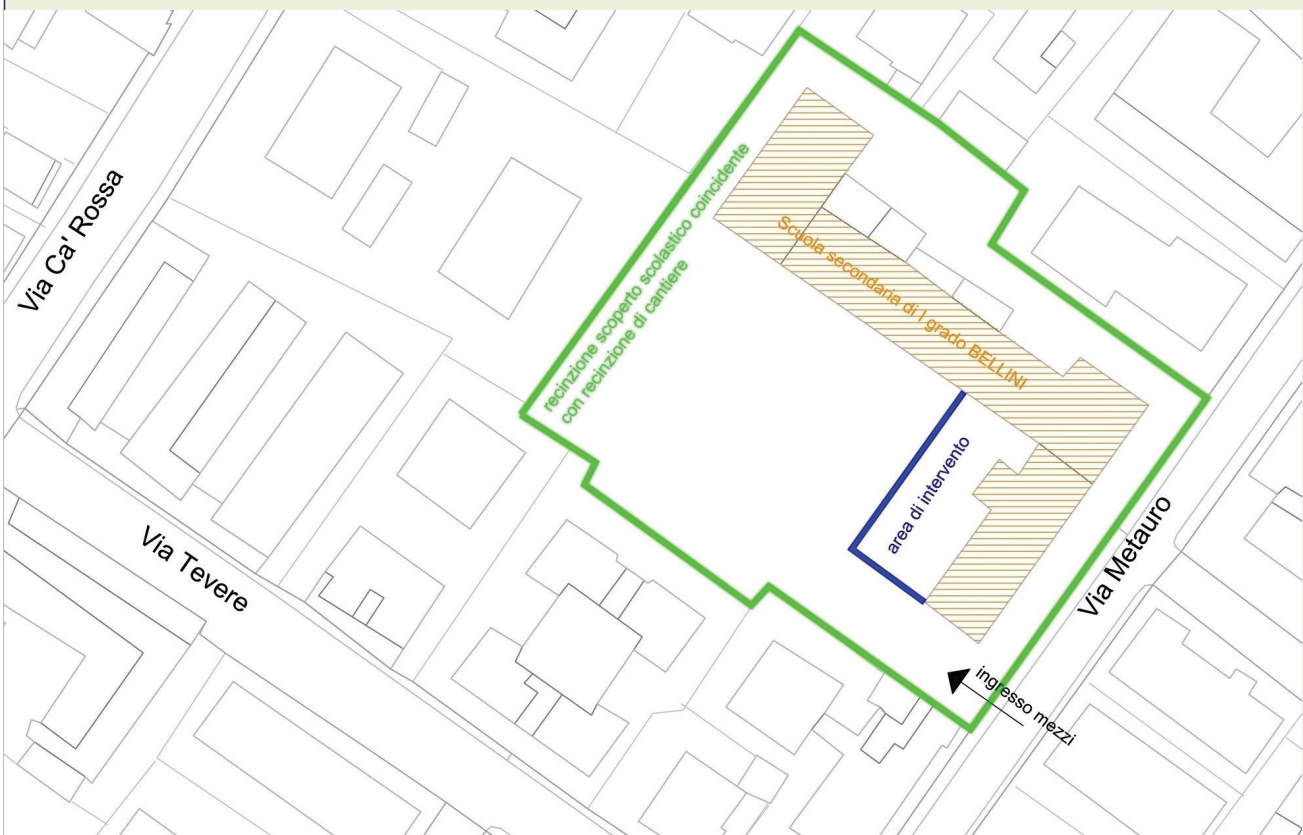 Via Ca' Rossa
recinzione scoperto scolastico coincidente
con recinzione di cantiere
Scuola secondaria di I grado BELLINI
area di intervento
Via Tevere
Via Metauro
ingresso mezzi